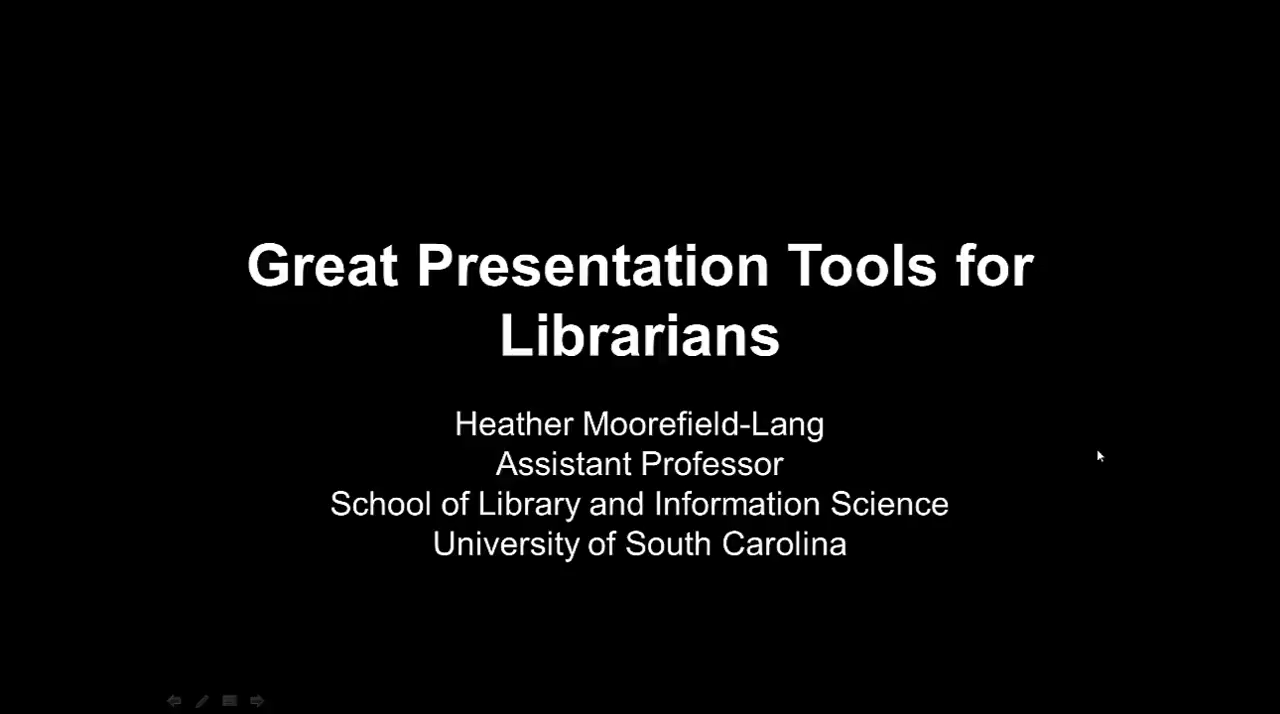 Great Presentation Tools for
Librarians
Heather Moorefield-Lang
Assistant Professor
School of Library and Information Science
University of South Carolina